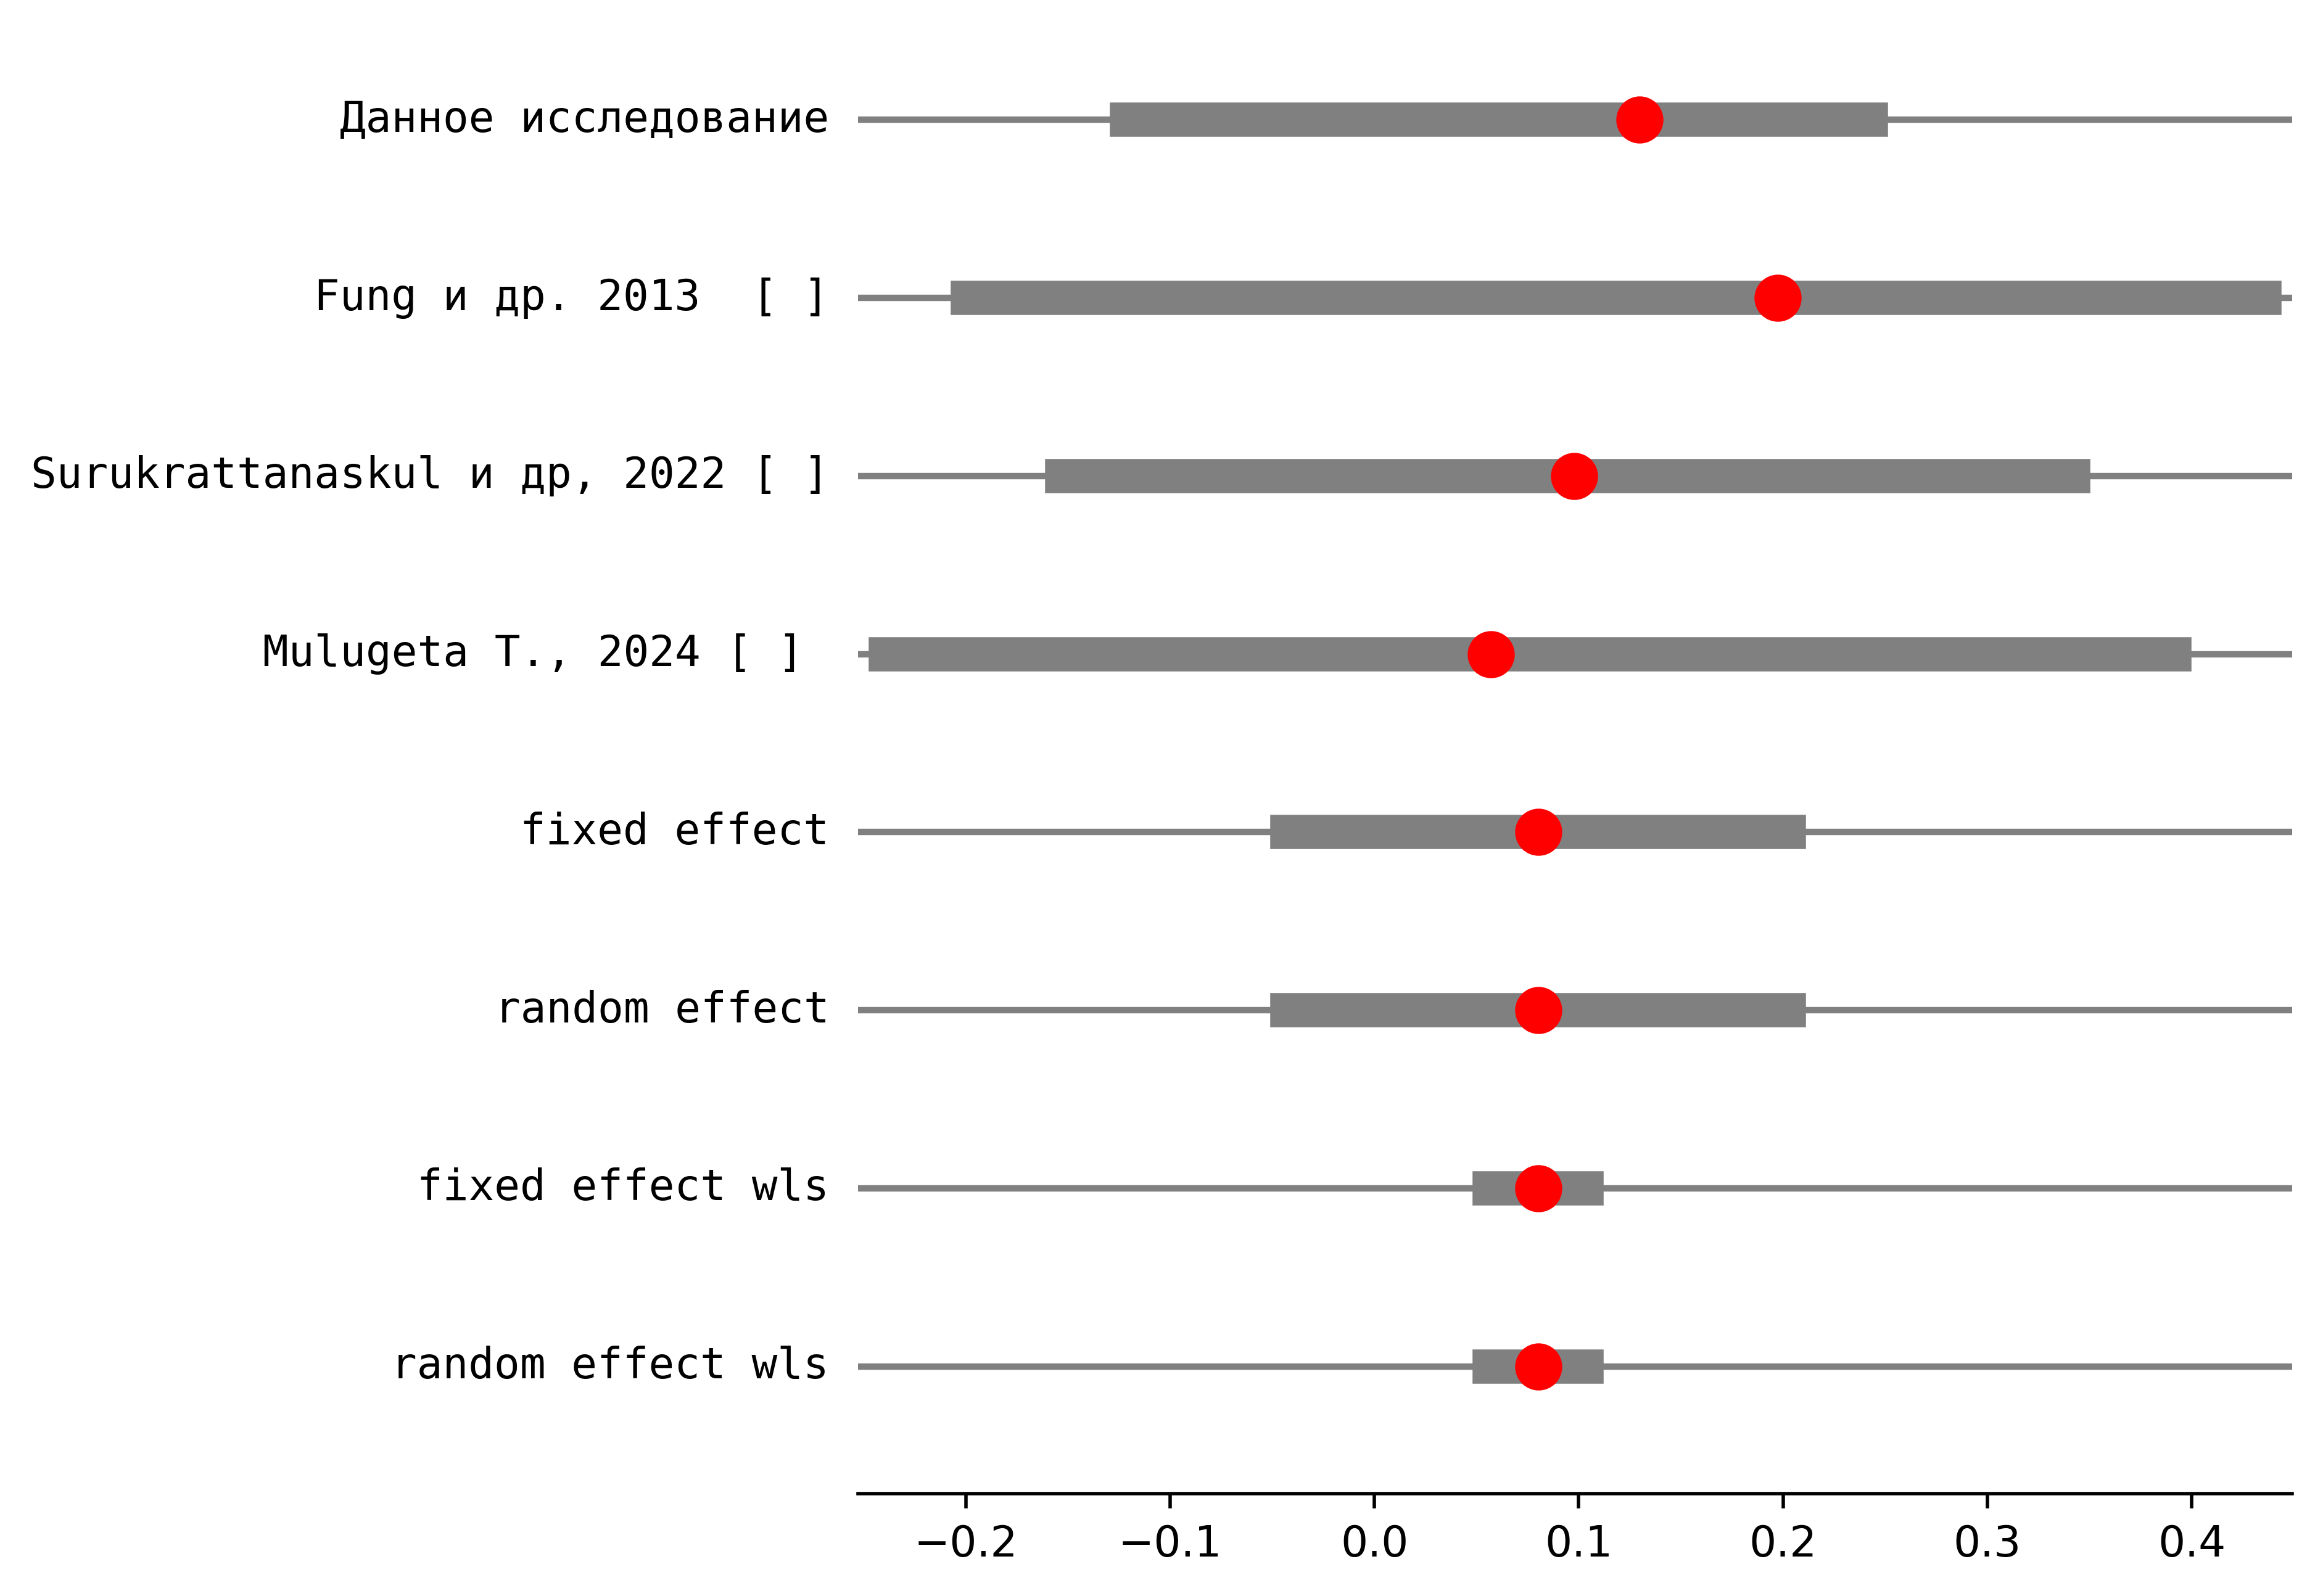 Данное исследование
Fung и др. 2013  [ ]
Surukrattanaskul и др, 2022 [ ]
Mulugeta T., 2024 [ ]
fixed effect
random effect
fixed effect wls
random effect wls
−0.2 −0.1 0.0 0.1 0.2 0.3 0.4